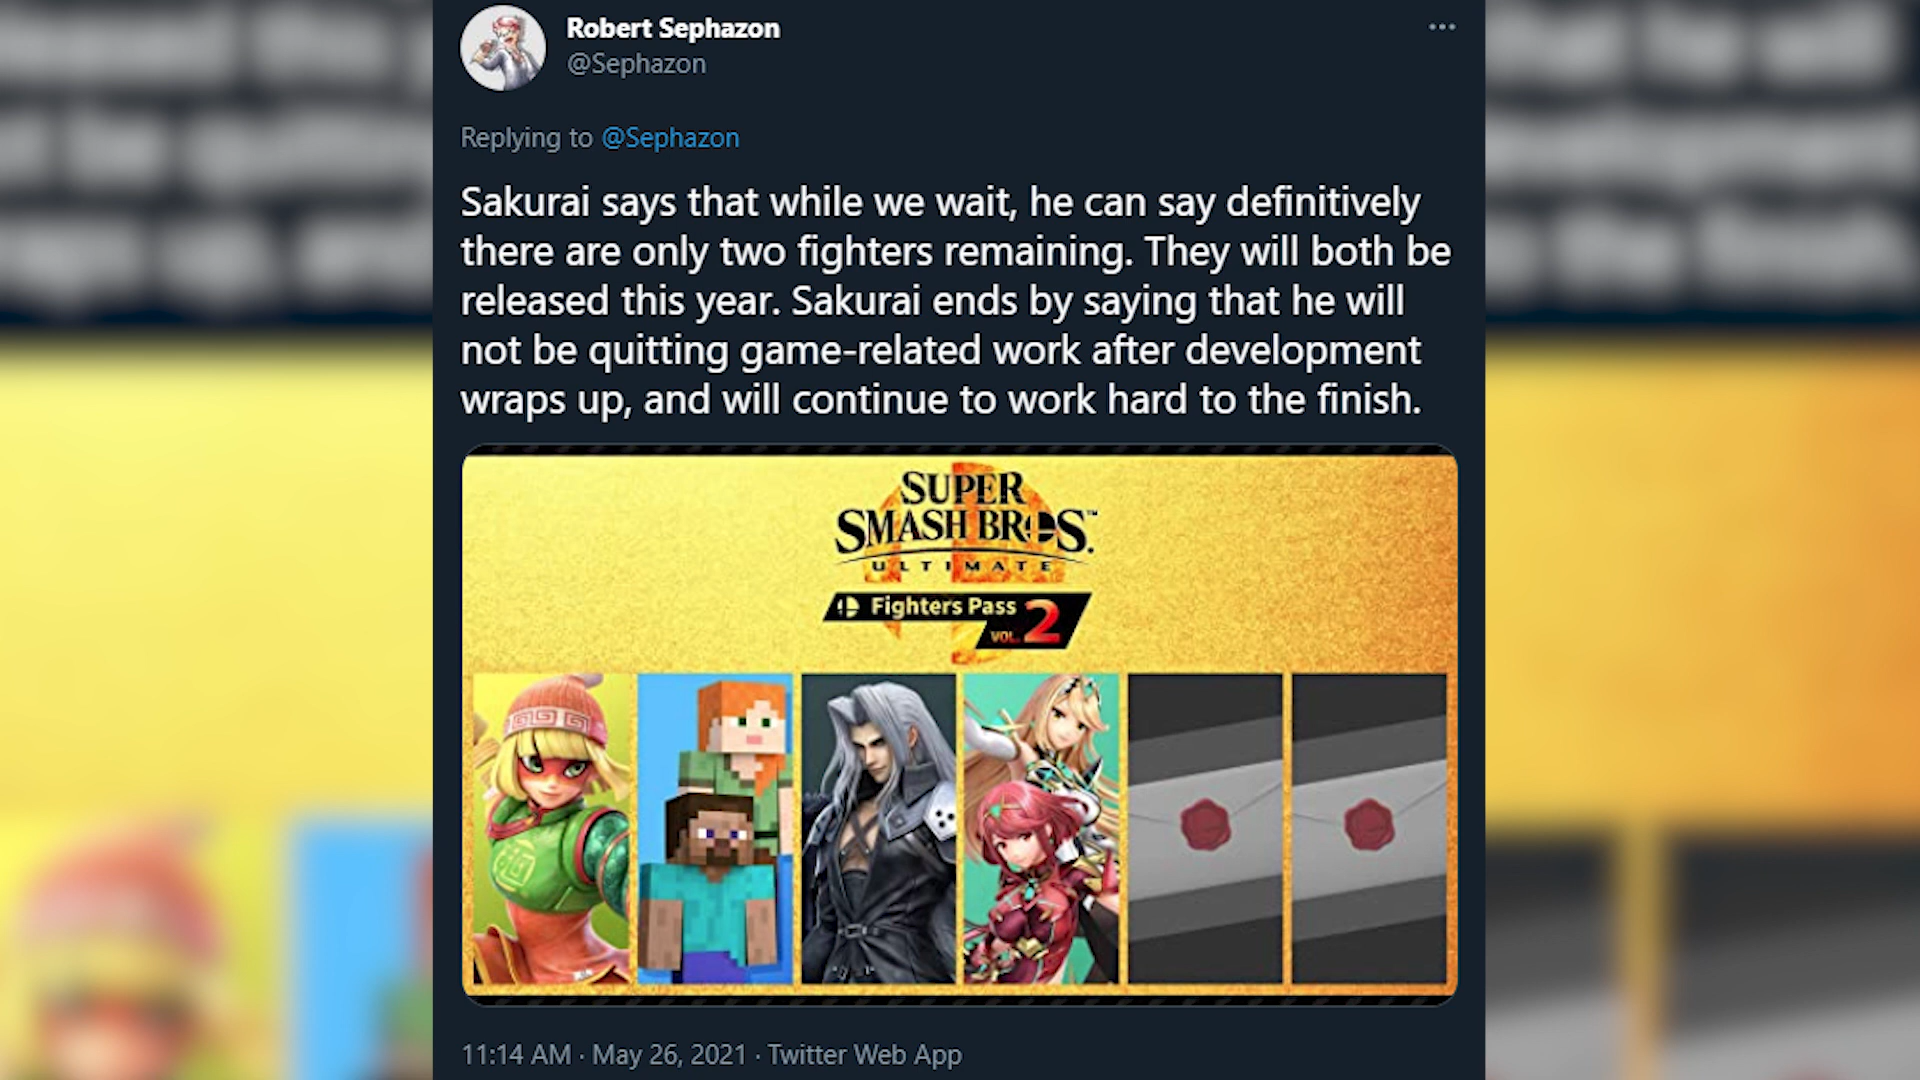 Robert Sephazon
@Sephazon
Replying to @Sephazon
Sakurai says that while we wait, he can say definitively
there are only two fighters remaining. They will both be
released this year. Sakurai ends by saying that he will
not be quitting game-related work after development
wraps up, and will continue to work hard to the finish.
SUPER
SMASH BROS.™
ULTIMATE
Fighters Pass
VOL. 2
11:14 AM · May 26, 2021 · Twitter Web App